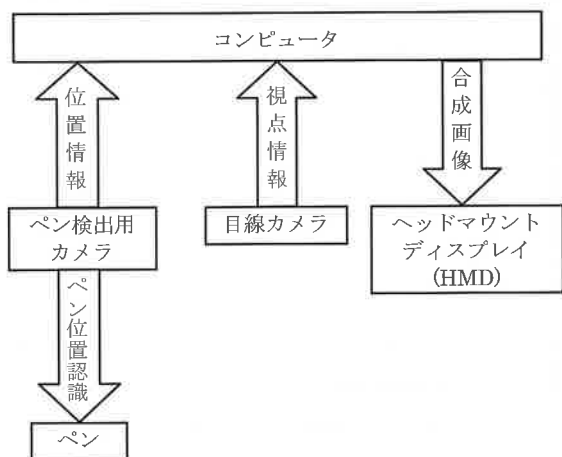 コンピュータ
位置情報
視点情報
合成画像
ペン検出用
カメラ
目線カメラ
ヘッドマウント
ディスプレイ
(HMD)
ペン位置認識
ペン